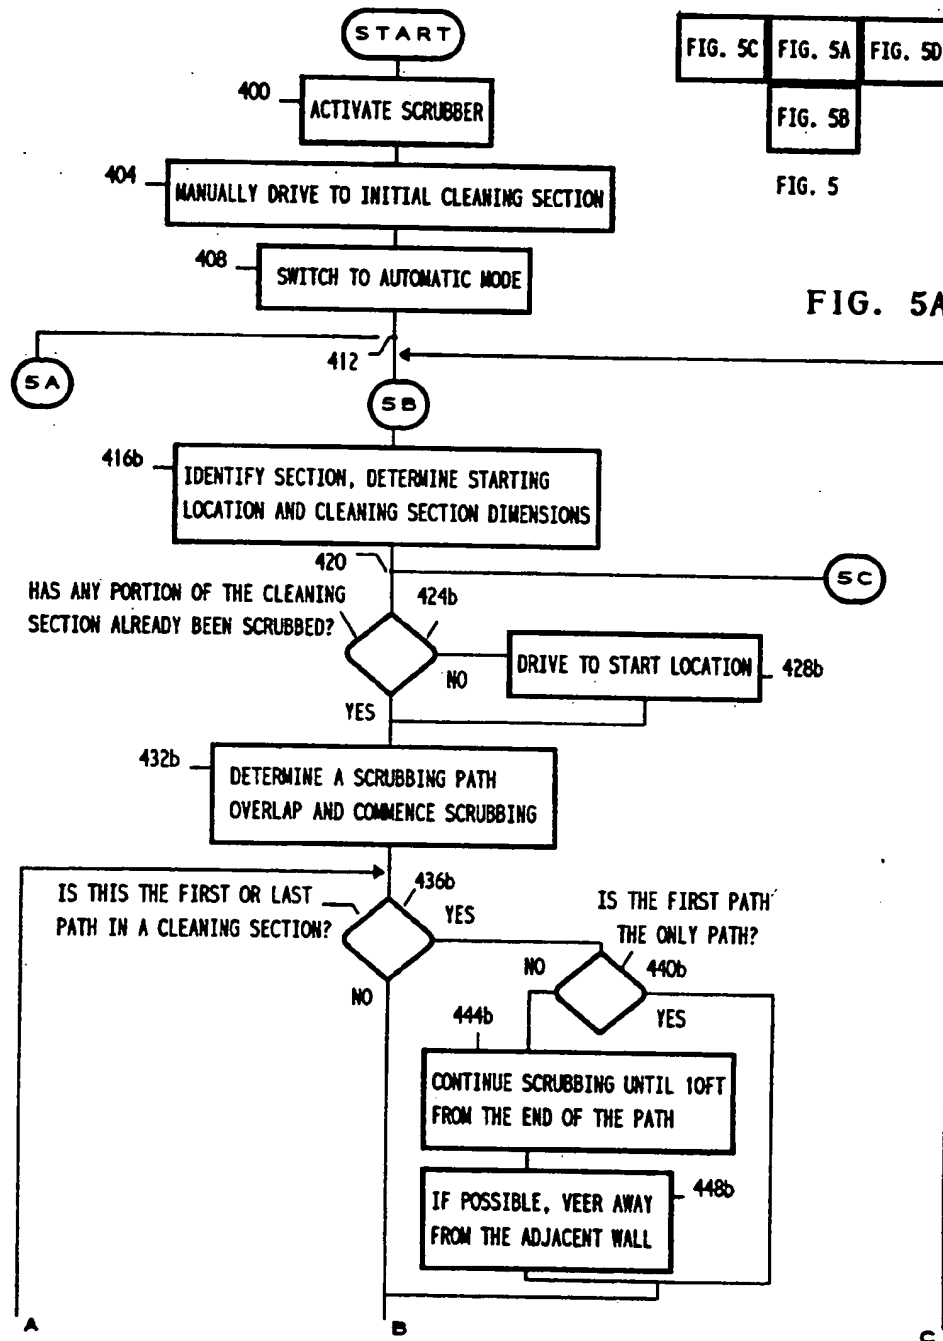 START
FIG. 5C FIG. 5A FIG. 5D
FIG. 5B
FIG. 5
400
ACTIVATE SCRUBBER
404
MANUALLY DRIVE TO INITIAL CLEANING SECTION
408
SWITCH TO AUTOMATIC MODE
FIG. 5A
412
5A
5B
416b
IDENTIFY SECTION, DETERMINE STARTING
LOCATION AND CLEANING SECTION DIMENSIONS
420
5C
HAS ANY PORTION OF THE CLEANING
SECTION ALREADY BEEN SCRUBBED?
424b
NO
DRIVE TO START LOCATION
428b
YES
432b
DETERMINE A SCRUBBING PATH
OVERLAP AND COMMENCE SCRUBBING
IS THIS THE FIRST OR LAST
PATH IN A CLEANING SECTION?
436b
YES
NO
IS THE FIRST PATH
THE ONLY PATH?
440b
NO
YES
444b
CONTINUE SCRUBBING UNTIL 10FT
FROM THE END OF THE PATH
448b
IF POSSIBLE, VEER AWAY
FROM THE ADJACENT WALL
A
B
C